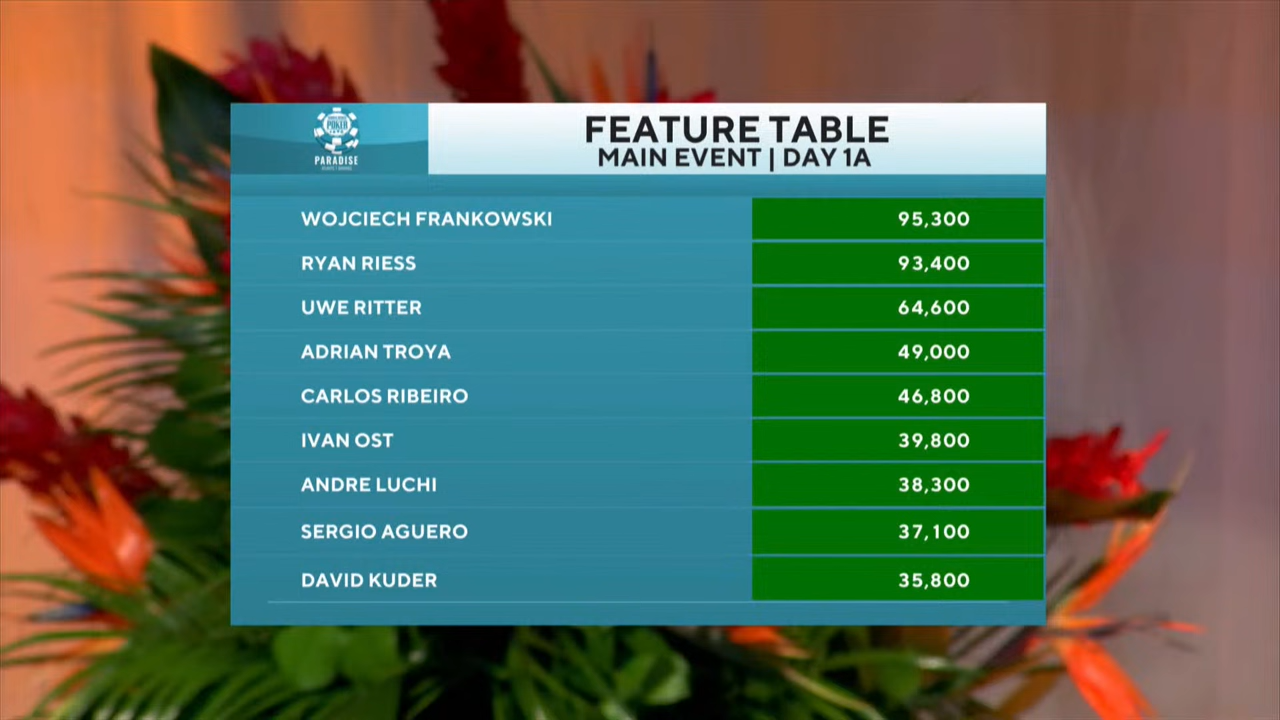 POKER
PARADISE
FEATURE TABLE
MAIN EVENT | DAY 1A
WOJCIECH FRANKOWSKI 95,300
RYAN RIESS 93,400
UWE RITTER 64,600
ADRIAN TROYA 49,000
CARLOS RIBEIRO 46,800
IVAN OST 39,800
ANDRE LUCHI 38,300
SERGIO AGUERO 37,100
DAVID KUDER 35,800